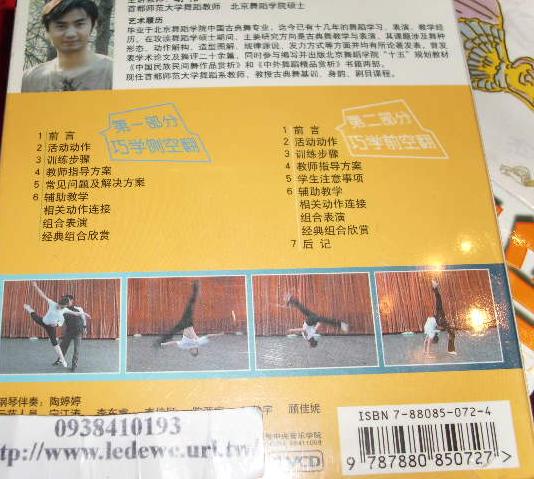 首都师范大学舞蹈教师 北京舞蹈学院硕士
艺术履历
毕业于北京舞蹈学院中国古典舞专业，迄今已有十几年的舞蹈学习、表演、教学经
历。在攻读舞蹈学硕士期间，主要研究方向是古典舞教学与表演，其课题涉及舞种
形态、动作解构、造型图解、规律诠说、发力方式等方面并均有所论著发表。曾发
表学术论文及舞评二十余篇，同时参与编写并出版北京舞蹈学院“十五”规划教材
《中国民族民间舞作品赏析》和《中外舞蹈精品赏析》书籍两部。
现任首都师范大学舞蹈系教师，教授古典舞基训、身韵、剧目课程。
第一部分
巧学侧空翻
1 前 言
2 活动动作
3 训练步骤
4 教师指导方案
5 常见问题及解决方案
6 辅助教学
相关动作连接
组合表演
经典组合欣赏
第二部分
巧学前空翻
1 前 言
2 活动动作
3 训练步骤
4 教师指导方案
5 学生注意事项
6 辅助教学
相关动作连接
组合表演
经典组合欣赏
7 后 记
钢琴伴奏：陶婷婷
顾佳妮
0938410193
ttp://www.ledewe.url.tw/
中央音乐学院
VCD
ISBN 7-88085-072-4
9 787880 850727 >